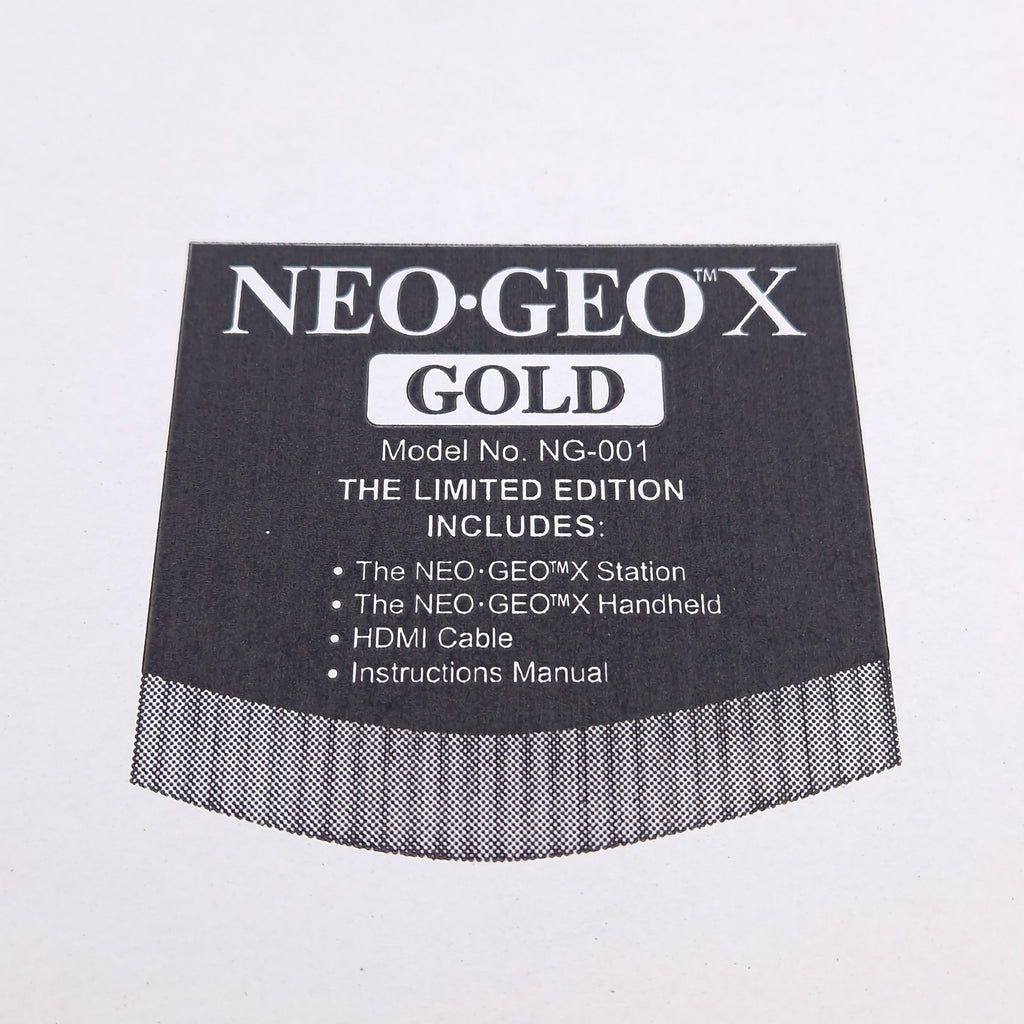 NEO·GEO™X
GOLD
Model No. NG-001
THE LIMITED EDITION
INCLUDES:
• The NEO·GEO™X Station
• The NEO·GEO™X Handheld
• HDMI Cable
• Instructions Manual